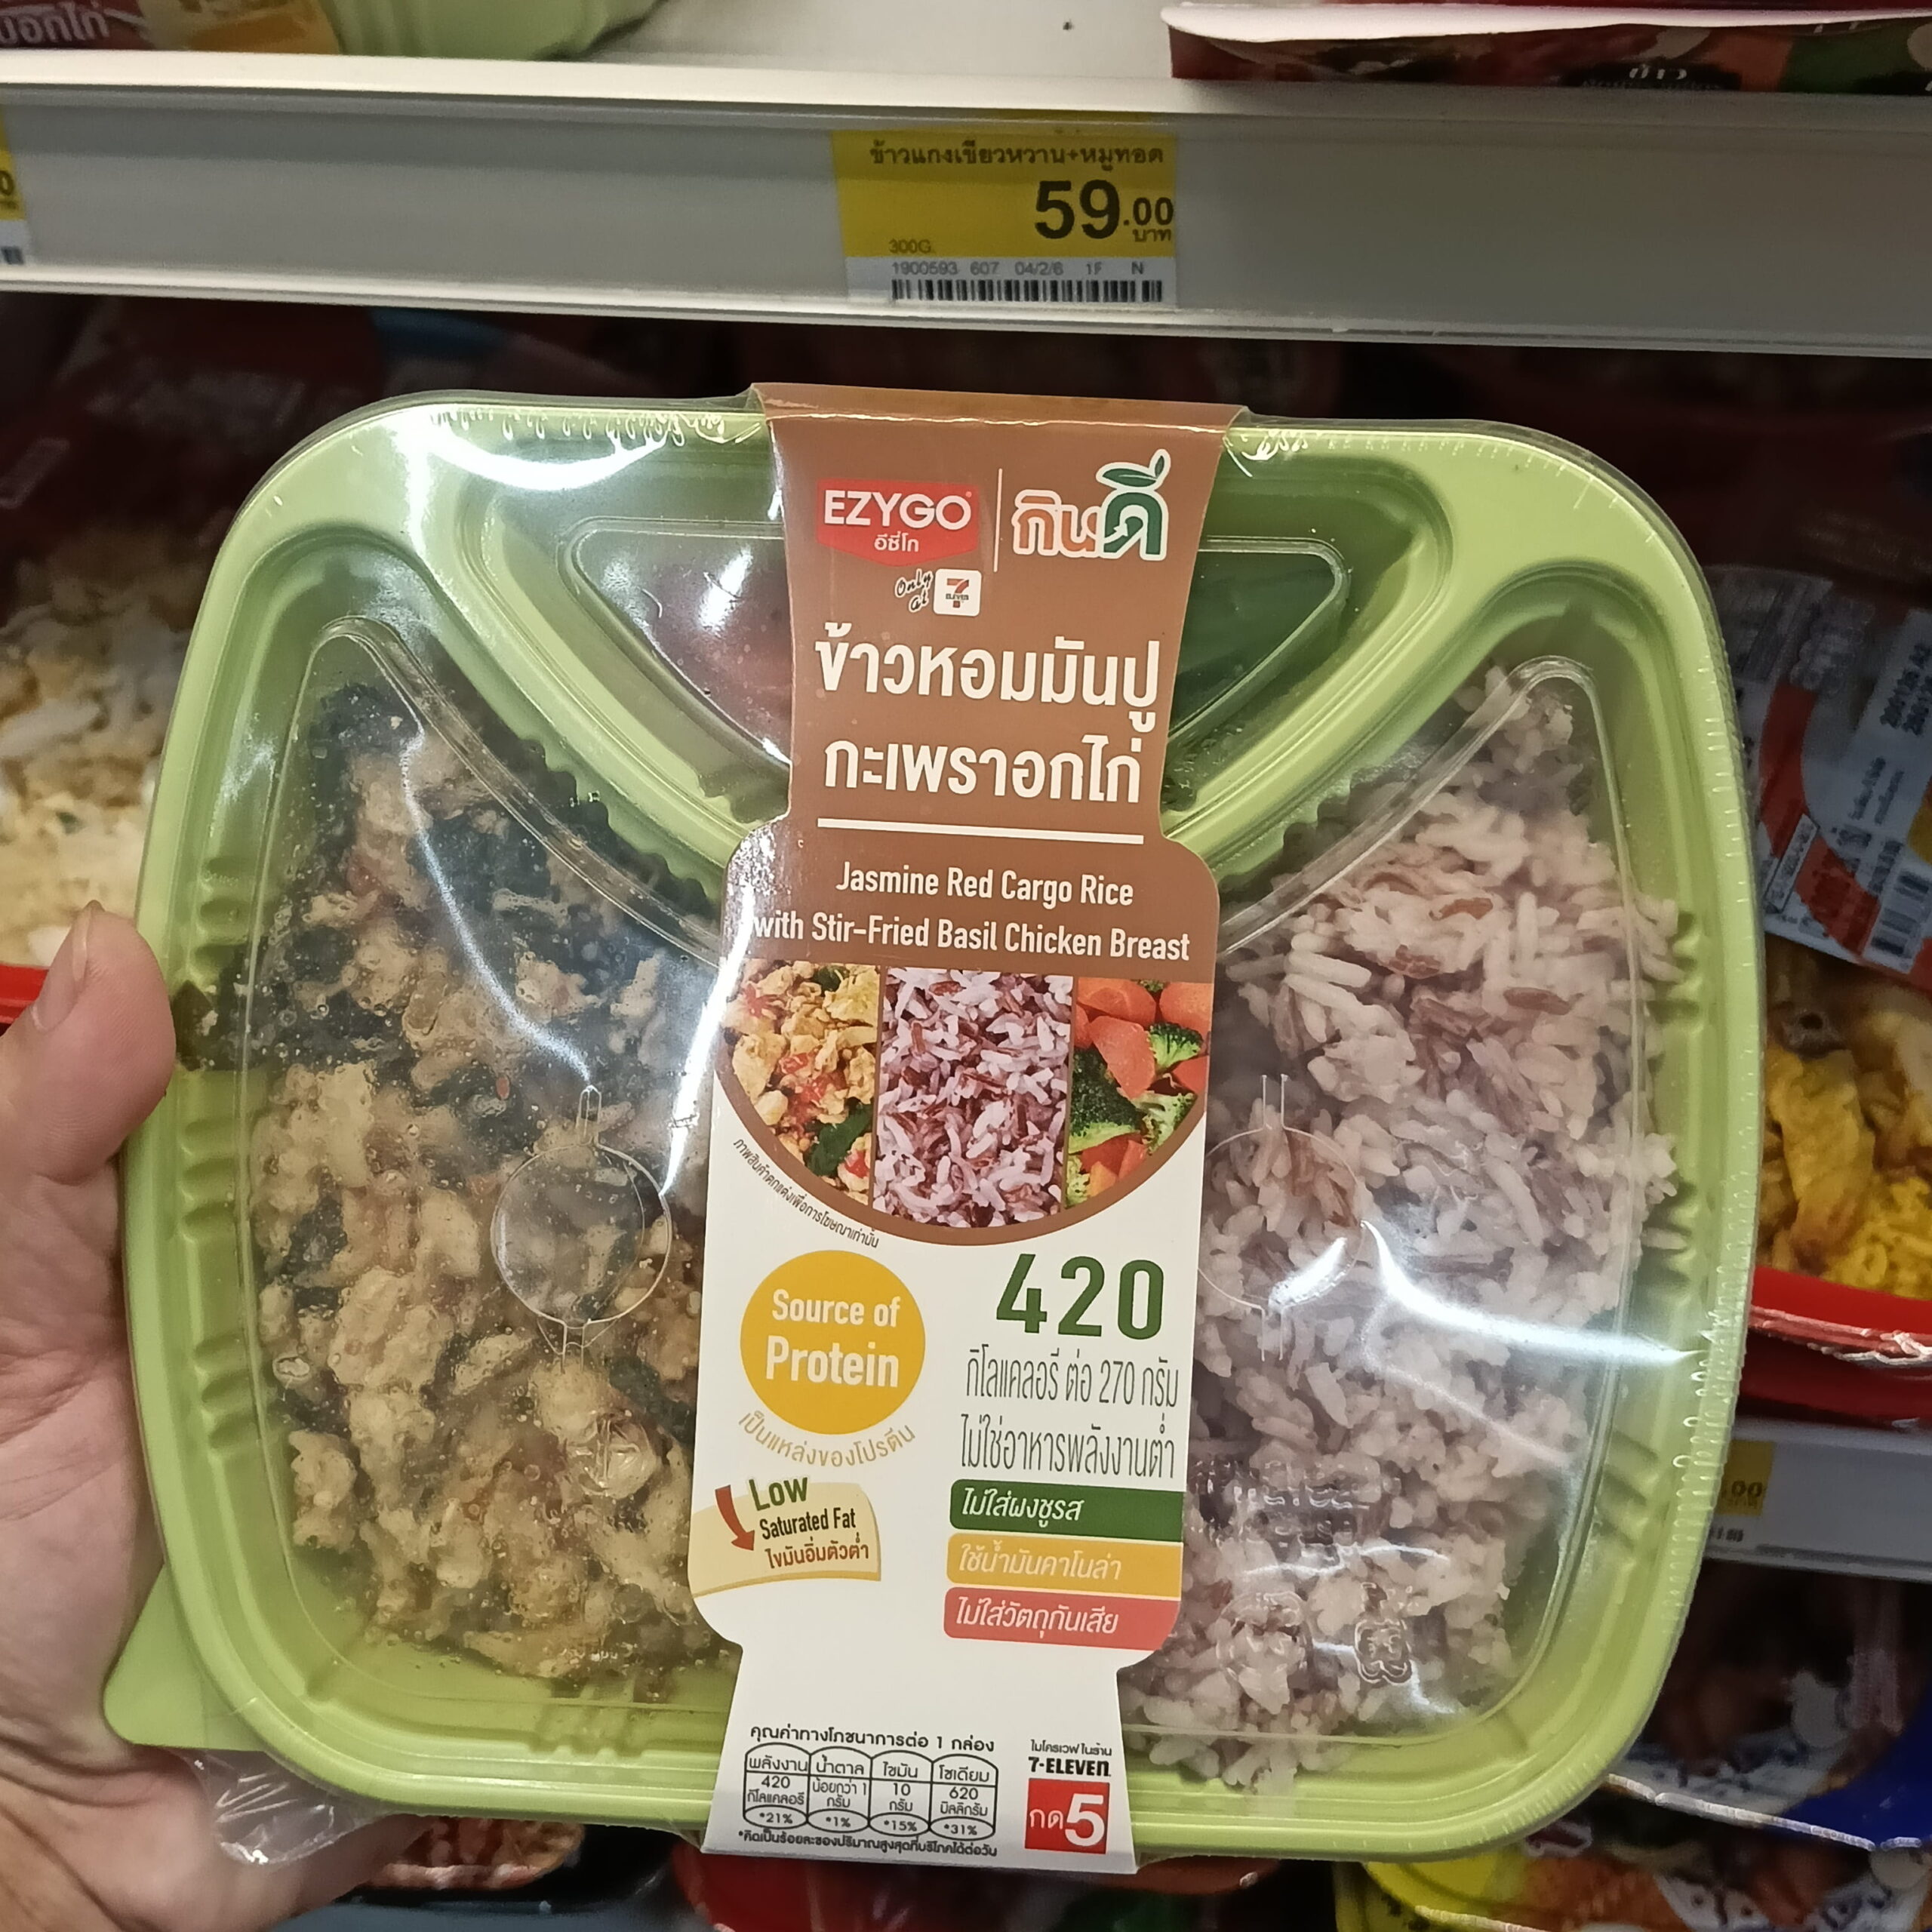 ข้าวแกงเขียวหวาน+หมูทอด
59.00
บาท
300G.
1900593 607 04/2/6 1F N
EZYGO
อีซี่โก
กินดี
Only at
7
ELEVEN
ข้าวหอมมันปู
กะเพราอกไก่
Jasmine Red Cargo Rice
with Stir-Fried Basil Chicken Breast
ภาพสินค้าตกแต่งเพื่อการโฆษณาเท่านั้น
Source of
Protein
เป็นแหล่งของโปรตีน
Low
Saturated Fat
ไขมันอิ่มตัวต่ำ
420
กิโลแคลอรี ต่อ 270 กรัม
ไม่ใช่อาหารพลังงานต่ำ
ไม่ใส่ผงชูรส
ใช้น้ำมันคาโนล่า
ไม่ใส่วัตถุกันเสีย
คุณค่าทางโภชนาการต่อ 1 กล่อง
พลังงาน น้ำตาล ไขมัน โซเดียม
420 น้อยกว่า 1 10 620
กิโลแคลอรี กรัม กรัม มิลลิกรัม
*21% *1% *15% *31%
*คิดเป็นร้อยละของปริมาณสูงสุดที่บริโภคได้ต่อวัน
ไมโครเวฟในร้าน
7-ELEVEN
กด5